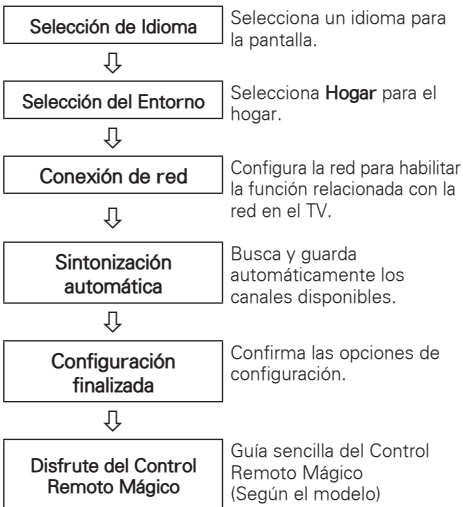 Selección de Idioma
Selecciona un idioma para
la pantalla.
Selección del Entorno
Selecciona Hogar para el
hogar.
Conexión de red
Configura la red para habilitar
la función relacionada con la
red en el TV.
Sintonización
automática
Busca y guarda
automáticamente los
canales disponibles.
Configuración
finalizada
Confirma las opciones de
configuración.
Disfrute del Control
Remoto Mágico
Guía sencilla del Control
Remoto Mágico
(Según el modelo)